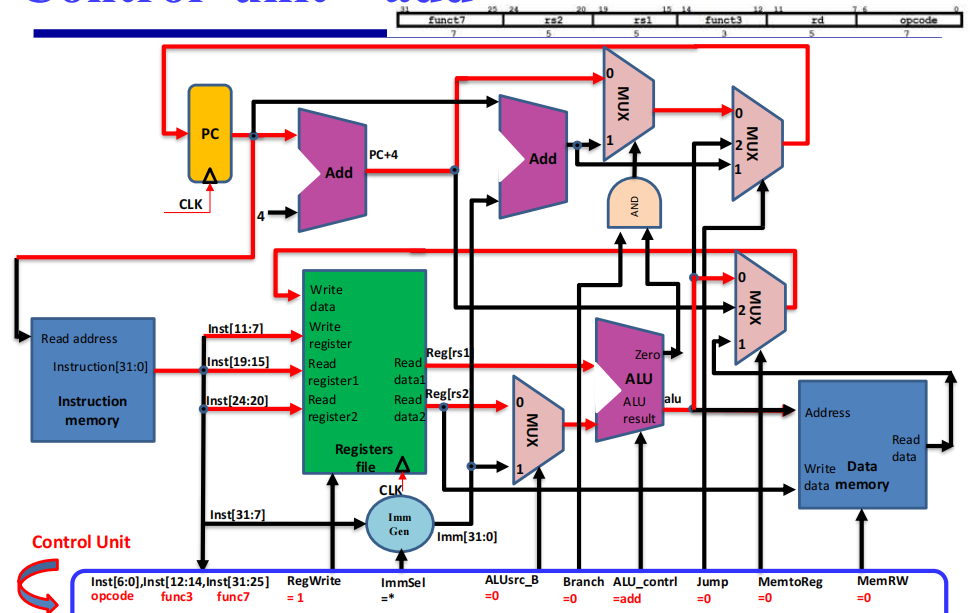 Control unit - add
31 25 24 20 19 15 14 12 11 7 6 0
funct7 rs2 rs1 funct3 rd opcode
7 5 5 3 5 7
PC
CLK
4
Add
PC+4
Add
0
MUX
1
0
MUX
2
1
AND
Write data
Write register
Read register1
Read register2
Read data1
Read data2
Registers file
CLK
Inst[11:7]
Inst[19:15]
Inst[24:20]
Inst[31:7]
Read address
Instruction[31:0]
Instruction memory
Reg[rs1
Reg[rs2
0
MUX
1
Zero
ALU
ALU result
alu
0
MUX
2
1
Address
Read data
Write data
Data memory
Imm Gen
Imm[31:0]
Control Unit
Inst[6:0],Inst[12:14,Inst[31:25] RegWrite ImmSel ALUsrc_B Branch ALU_contrl Jump MemtoReg MemRW
opcode func3 func7 = 1 =* =0 =0 =add =0 =0 =0